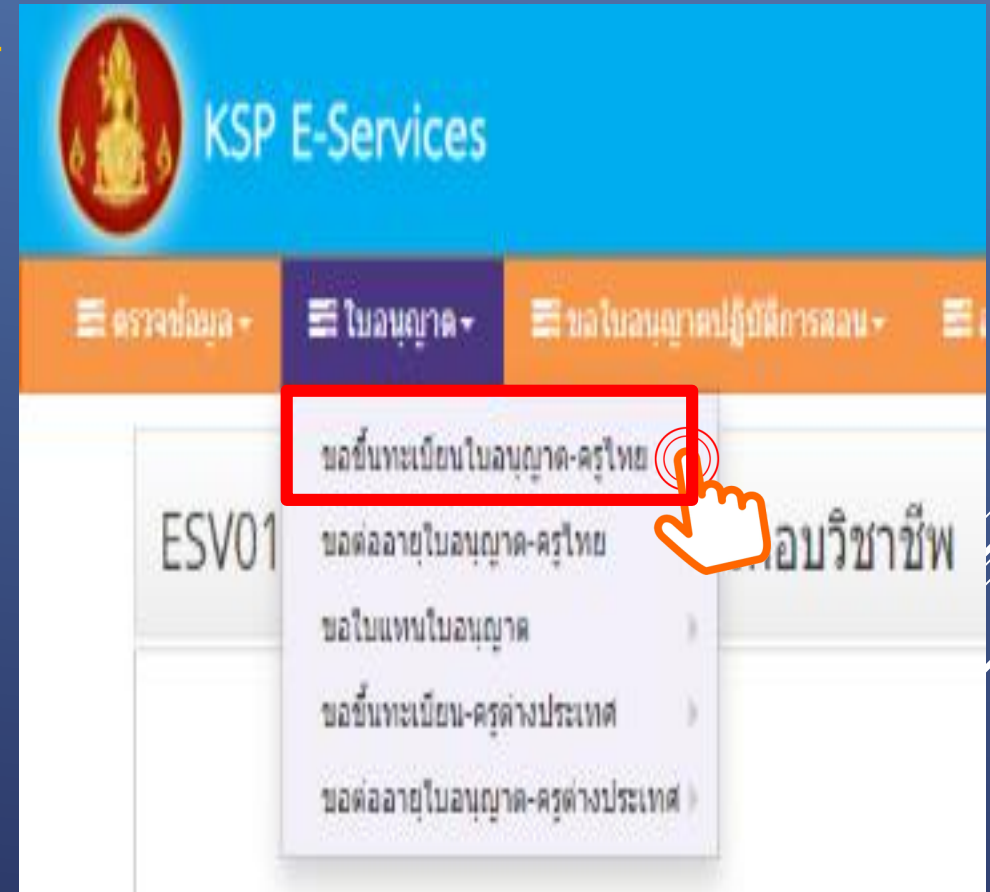 KSP E-Services
ตรวจข้อมูล
ใบอนุญาต
ขอใบอนุญาตปฏิบัติการสอน
ขอขึ้นทะเบียนใบอนุญาต-ครูไทย
ESV01
ขอต่ออายุใบอนุญาต-ครูไทย
อบวิชาชีพ
ขอใบแทนใบอนุญาต
ขอขึ้นทะเบียน-ครูต่างประเทศ
ขอต่ออายุใบอนุญาต-ครูต่างประเทศ